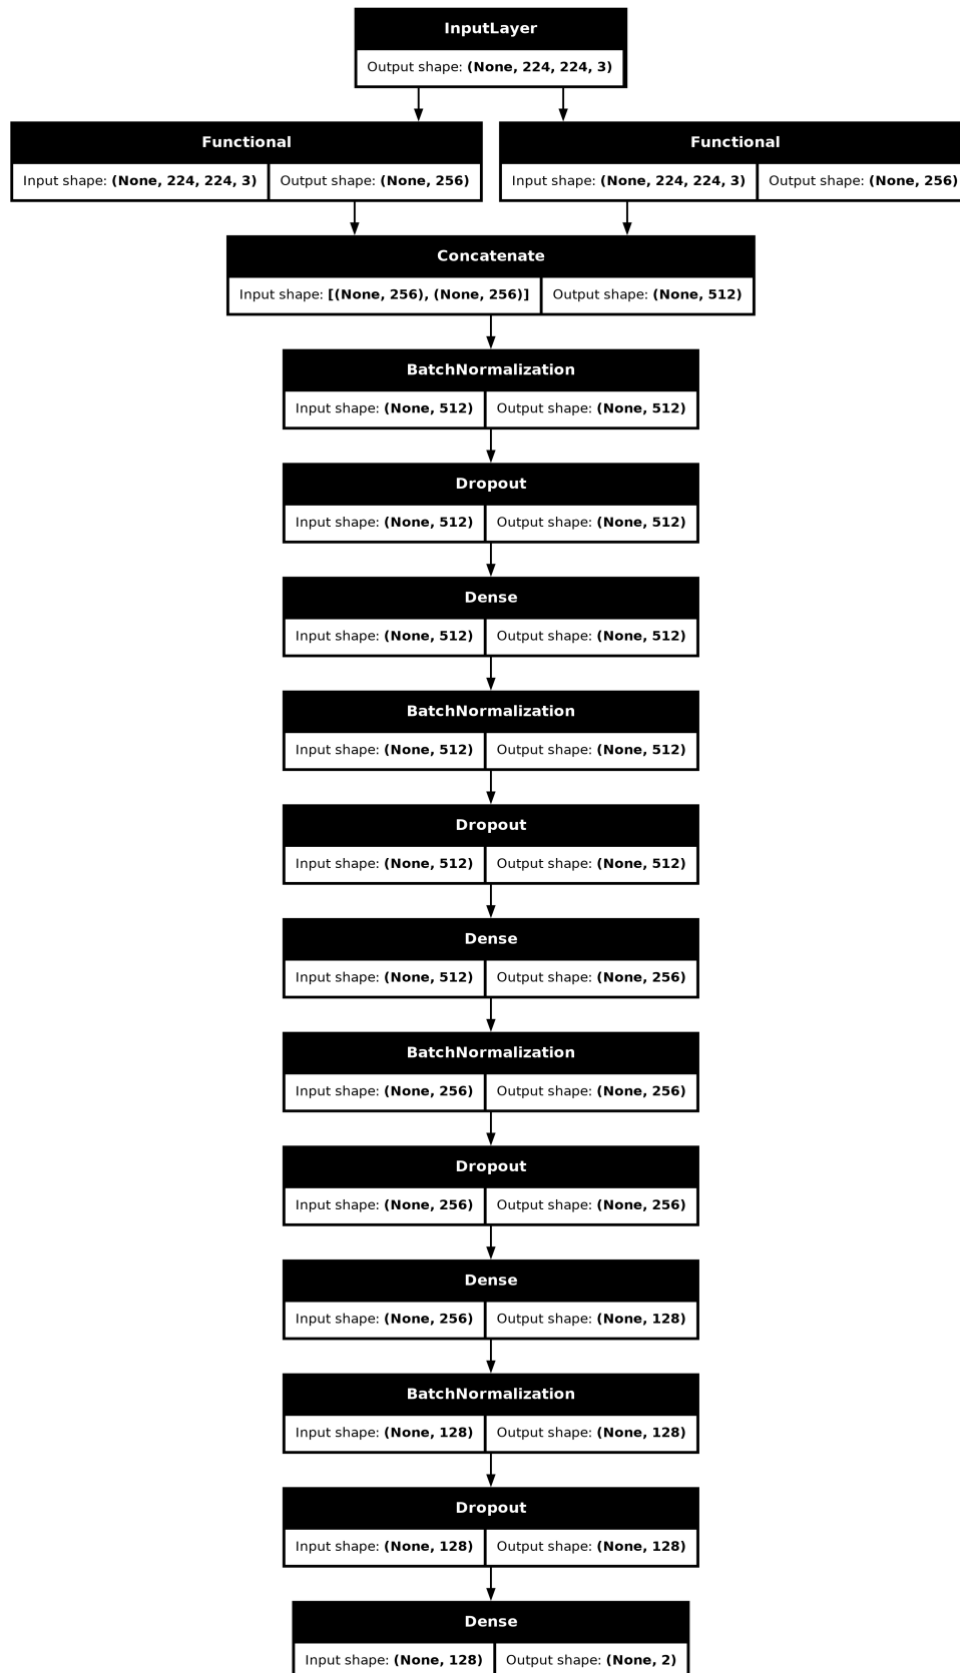 InputLayer
Output shape: (None, 224, 224, 3)
Functional
Input shape: (None, 224, 224, 3) Output shape: (None, 256)
Functional
Input shape: (None, 224, 224, 3) Output shape: (None, 256)
Concatenate
Input shape: [(None, 256), (None, 256)] Output shape: (None, 512)
BatchNormalization
Input shape: (None, 512) Output shape: (None, 512)
Dropout
Input shape: (None, 512) Output shape: (None, 512)
Dense
Input shape: (None, 512) Output shape: (None, 512)
BatchNormalization
Input shape: (None, 512) Output shape: (None, 512)
Dropout
Input shape: (None, 512) Output shape: (None, 512)
Dense
Input shape: (None, 512) Output shape: (None, 256)
BatchNormalization
Input shape: (None, 256) Output shape: (None, 256)
Dropout
Input shape: (None, 256) Output shape: (None, 256)
Dense
Input shape: (None, 256) Output shape: (None, 128)
BatchNormalization
Input shape: (None, 128) Output shape: (None, 128)
Dropout
Input shape: (None, 128) Output shape: (None, 128)
Dense
Input shape: (None, 128) Output shape: (None, 2)